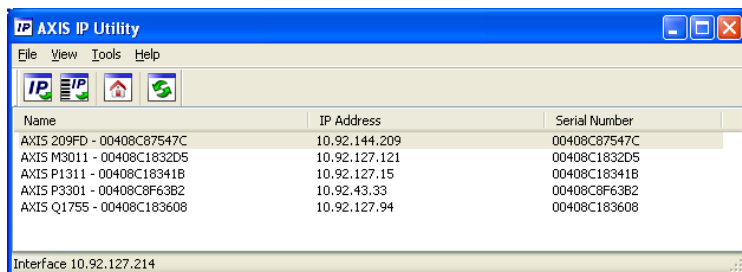 IP AXIS IP Utility
File View Tools Help
IP IP
Name IP Address Serial Number
AXIS 209FD - 00408C87547C 10.92.144.209 00408C87547C
AXIS M3011 - 00408C1832D5 10.92.127.121 00408C1832D5
AXIS P1311 - 00408C18341B 10.92.127.15 00408C18341B
AXIS P3301 - 00408C8F63B2 10.92.43.33 00408C8F63B2
AXIS Q1755 - 00408C183608 10.92.127.94 00408C183608
Interface 10.92.127.214